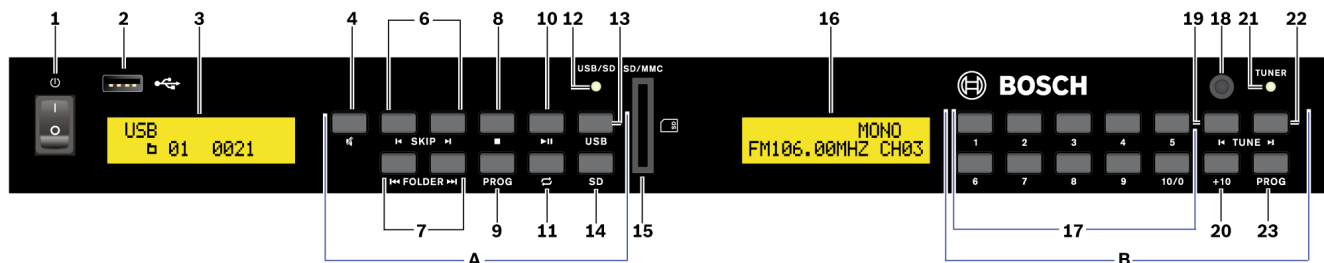 1 2 3 4 6 8 10 12 13 16 19 18 21 22
USB/SD SD/MMC TUNER
BOSCH
I
O
USB
01 0021
SKIP USB
SD
FOLDER PROG SD
MONO
FM106.00MHZ CH03
1 2 3 4 5 TUNE
6 7 8 9 10/0 +10 PROG
7 9 11 14 15 17 20 23
A B